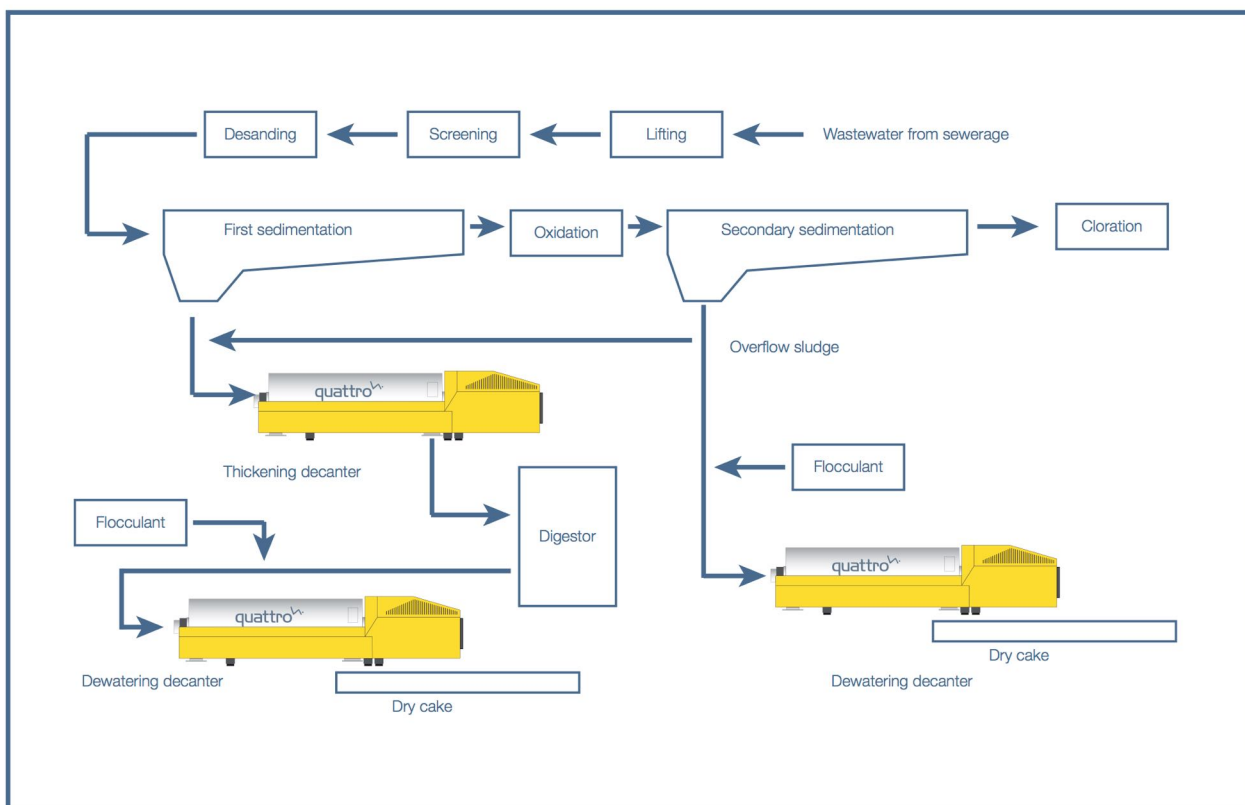 Desanding
Screening
Lifting
Wastewater from sewerage
First sedimentation
Oxidation
Secondary sedimentation
Cloration
Overflow sludge
quattro
Thickening decanter
Flocculant
Flocculant
Digestor
quattro
quattro
Dry cake
Dewatering decanter
Dewatering decanter
Dry cake